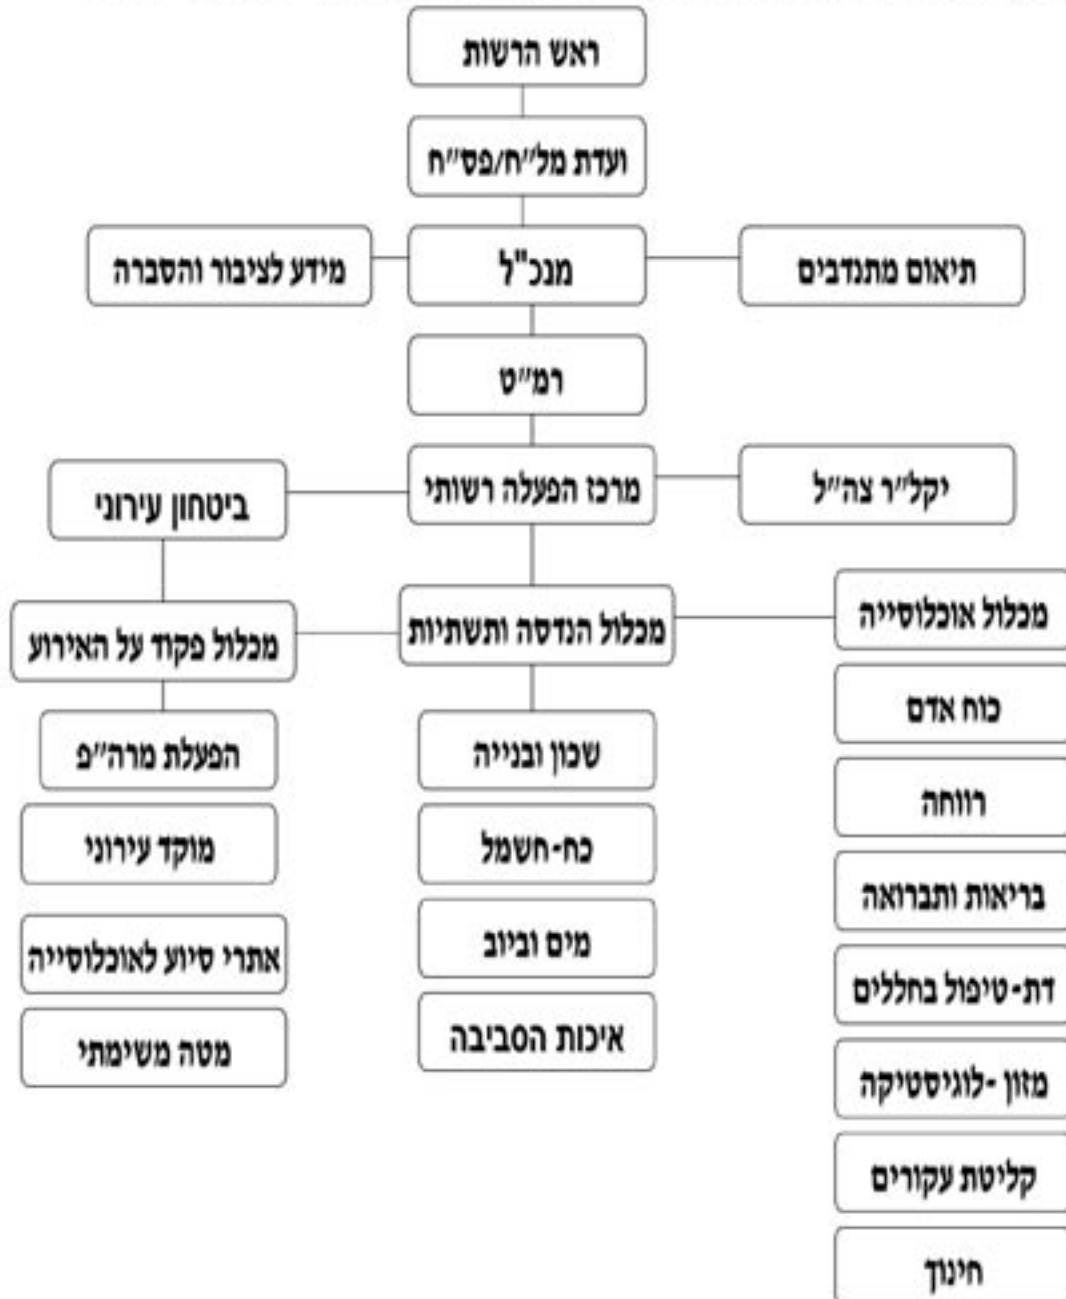 ראש הרשות
ועדת מל"ח/פס"ח
תיאום מתנדבים
מנכ"ל
מידע לציבור והסברה
רמ"ט
יקל"ר צה"ל
מרכז הפעלה רשותי
ביטחון עירוני
מכלול אוכלוסייה
מכלול הנדסה ותשתיות
מכלול פקוד על האירוע
כוח אדם
רווחה
בריאות ותברואה
דת-טיפול בחללים
מזון -לוגיסטיקה
קליטת עקורים
חינוך
שכון ובנייה
כח-חשמל
מים וביוב
איכות הסביבה
הפעלת מרה"פ
מוקד עירוני
אתרי סיוע לאוכלוסייה
מטה משימתי